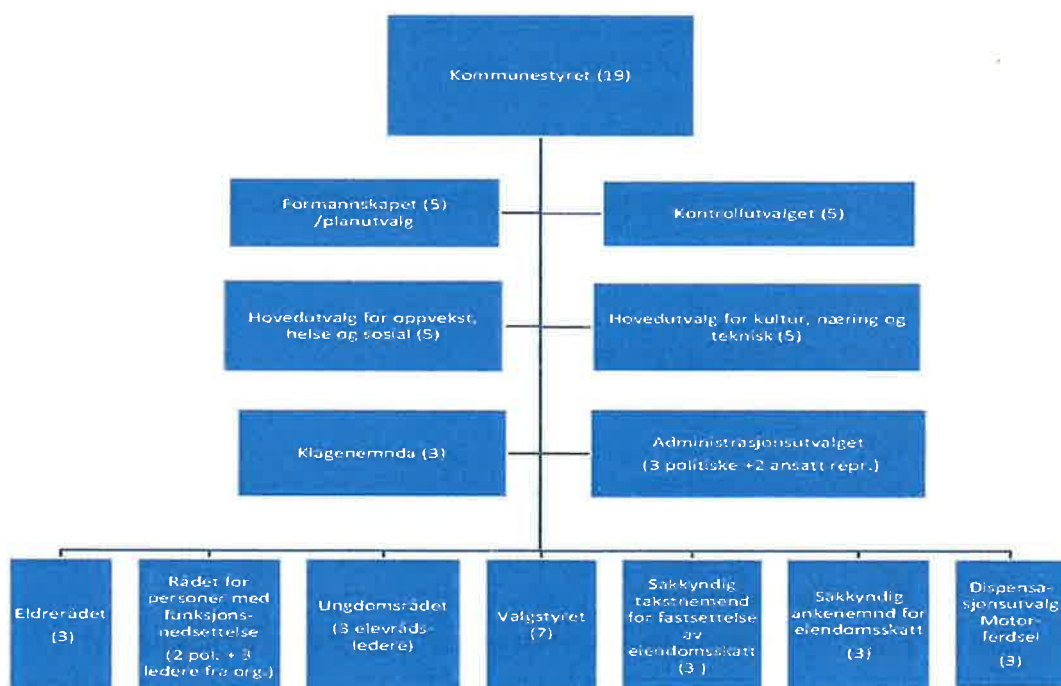 Kommunestyret (19)
Formannskapet (5)
/planutvalg
Kontrollutvalget (5)
Hovedutvalg for oppvekst,
helse og sosial (5)
Hovedutvalg for kultur, næring og
teknisk (5)
Klagenemnda (3)
Administrasjonsutvalget
(3 politiske +2 ansatt repr.)
Eldrerådet
(3)
Rådet for
personer med
funksjons-
nedsettelse
(2 pol. + 3
ledere fra org.)
Ungdomsrådet
(3 elevråds-
ledere)
Valgstyret
(7)
Sakkyndig
takstnemend
for fastsettelse
av
eiendomsskatt
(3 )
Sakkyndig
ankenemnd for
eiendomsskatt
(3)
Dispensa-
sjonsutvalg
Motor-
ferdsel
(3)